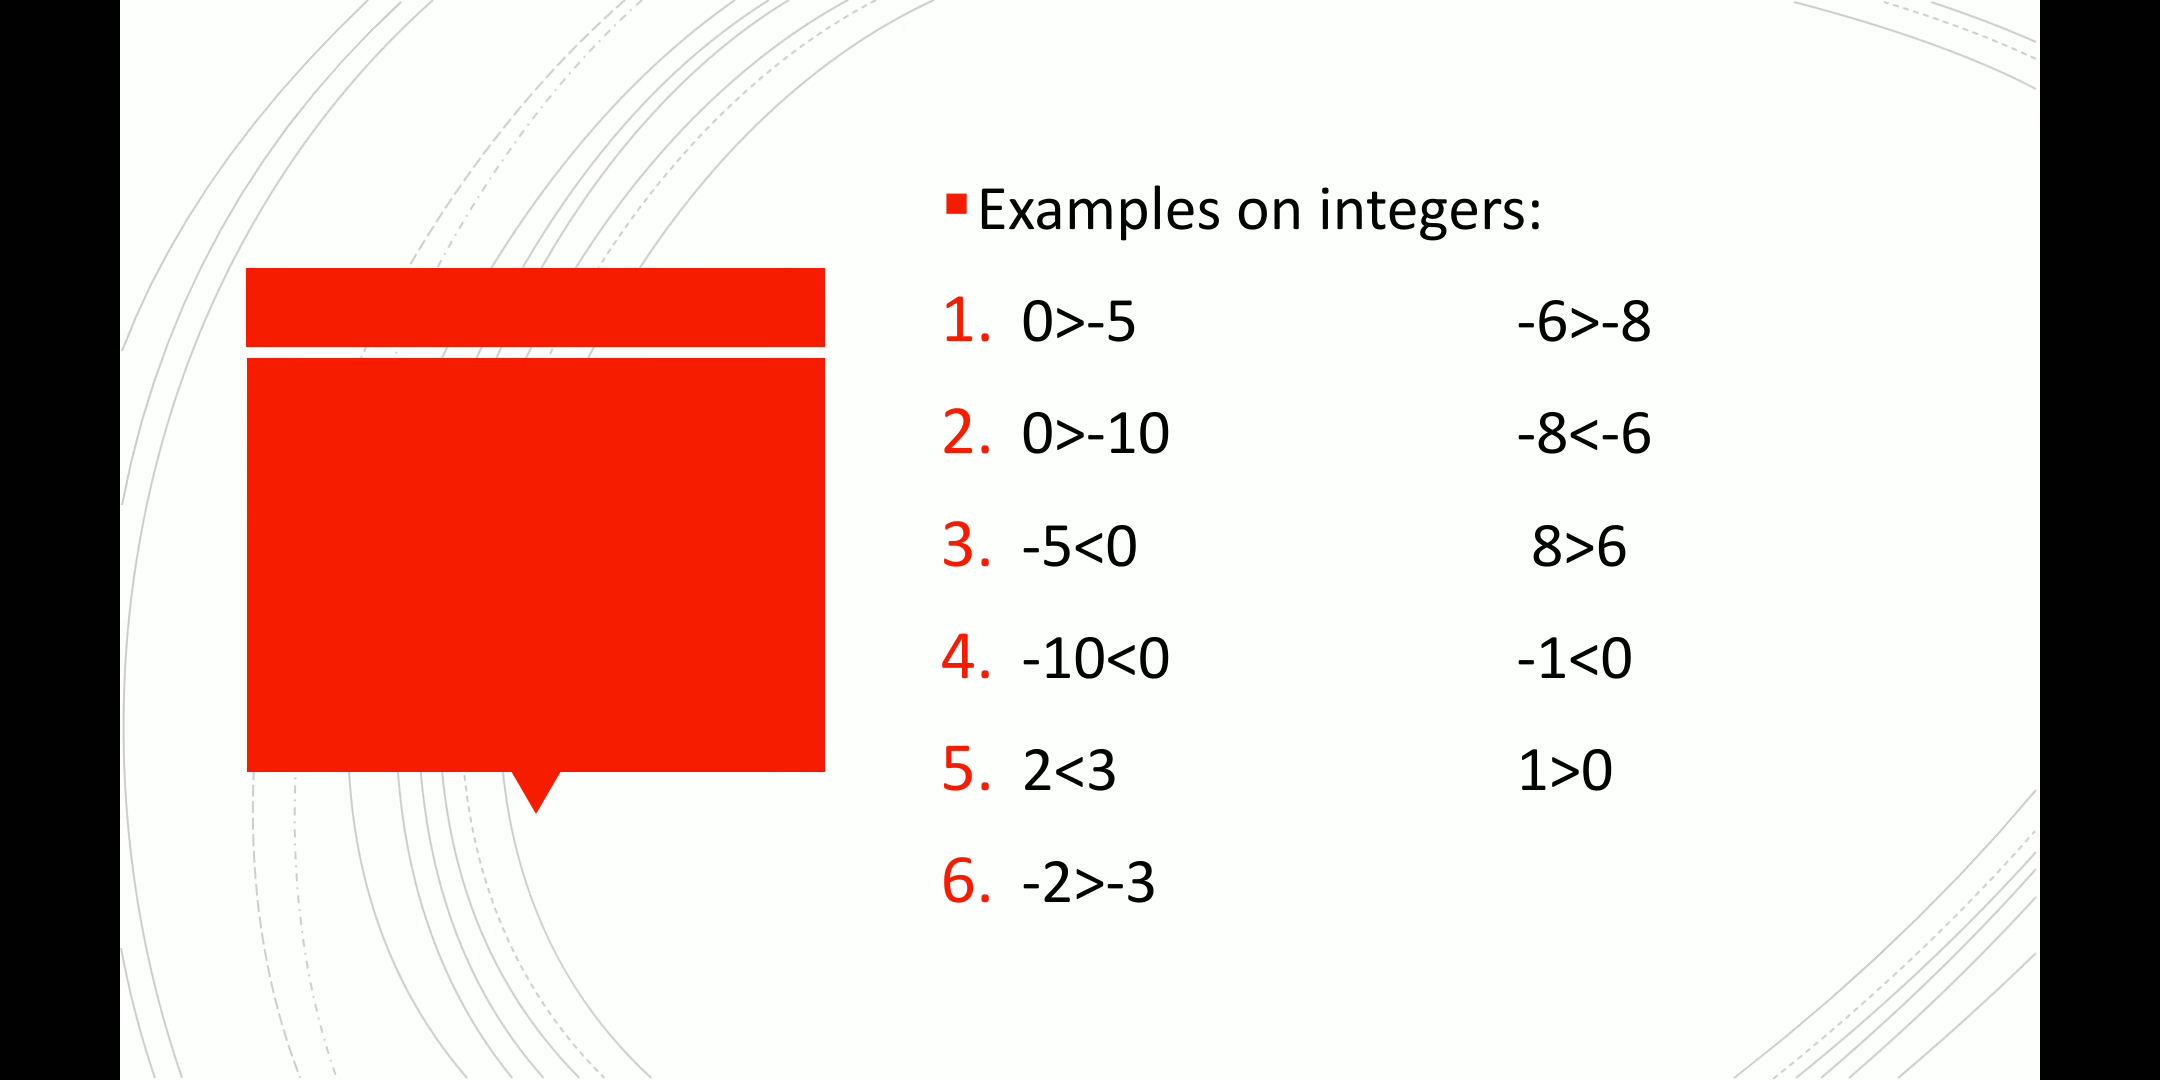 Examples on integers:
1. 0>-5 -6>-8
2. 0>-10 -8<-6
3. -5<0 8>6
4. -10<0 -1<0
5. 2<3 1>0
6. -2>-3